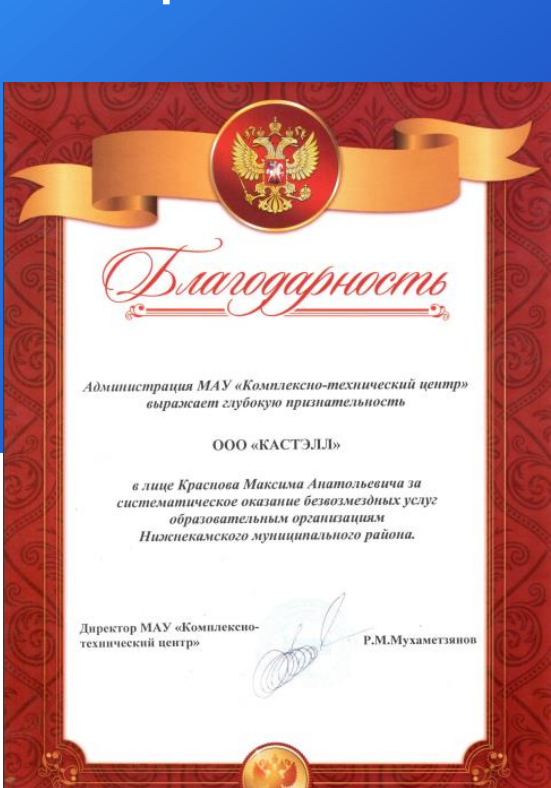 Благодарность
Администрация МАУ «Комплексно-технический центр»
выражает глубокую признательность
ООО «КАСТЭЛЛ»
в лице Краснова Максима Анатольевича за
систематическое оказание безвозмездных услуг
образовательным организациям
Нижнекамского муниципального района.
Директор МАУ «Комплексно-
технический центр»
Р.М.Мухаметзянов